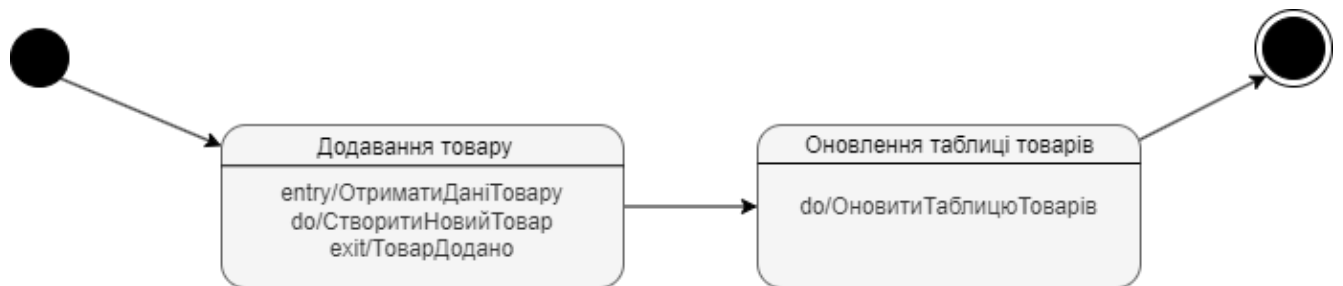 Додавання товару
entry/ОтриматиДаніТовару
do/СтворитиНовийТовар
exit/ТоварДодано
Оновлення таблиці товарів
do/ОновитиТаблицюТоварів